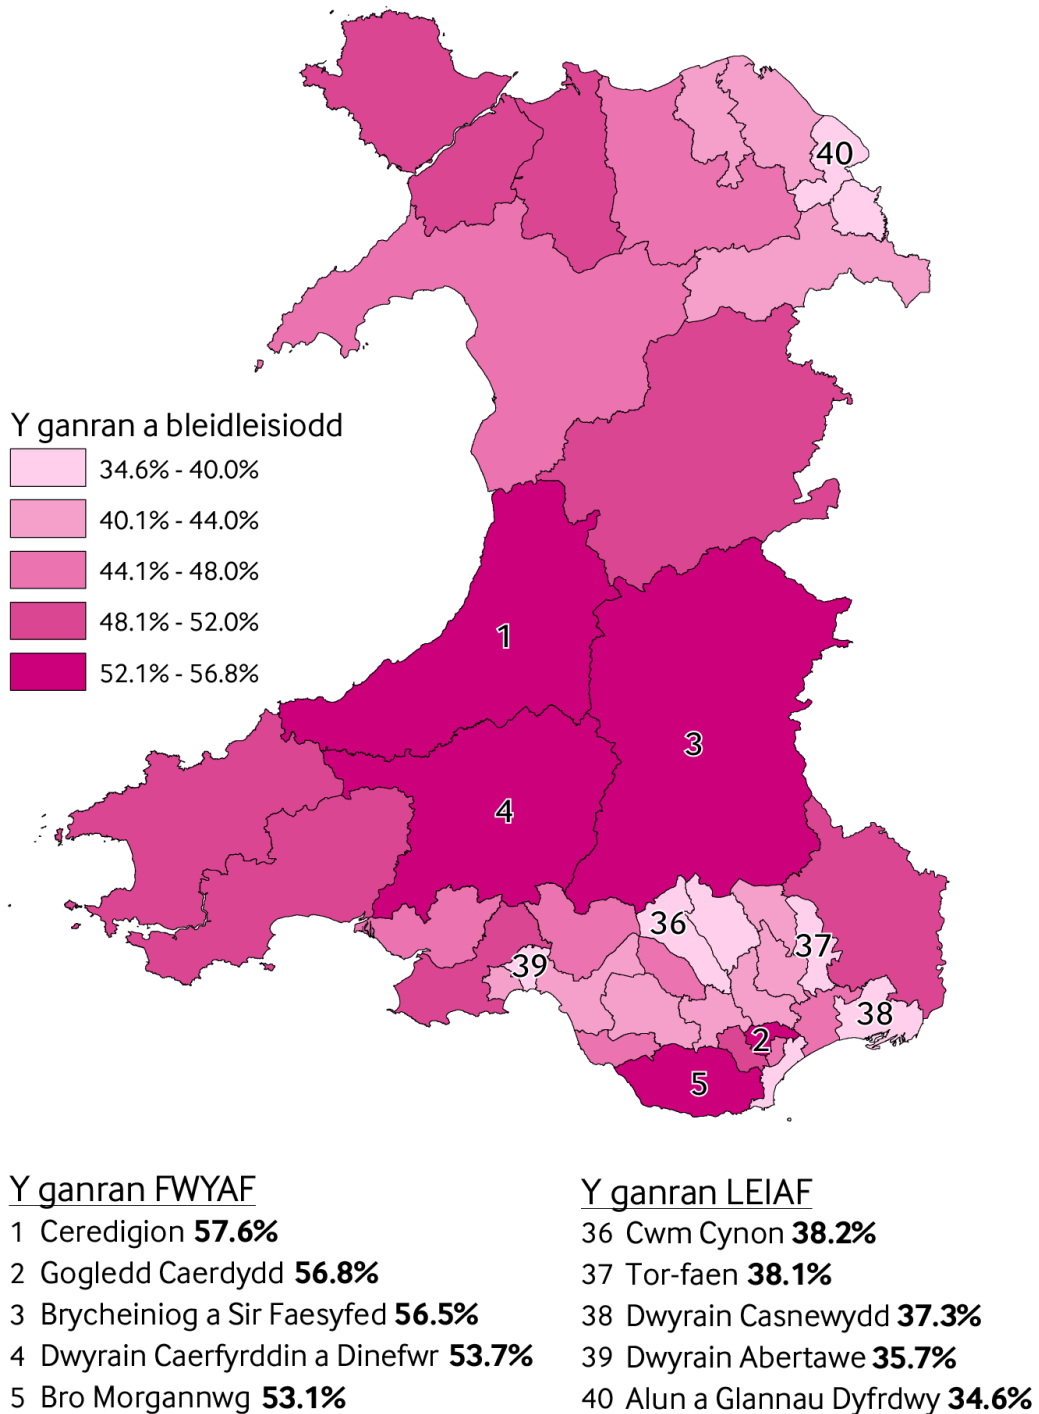 40
Y ganran a bleidleisiodd
34.6% - 40.0%
40.1% - 44.0%
44.1% - 48.0%
48.1% - 52.0%
52.1% - 56.8%
1
3
4
36
37
39
38
2
5
Y ganran FWYAF
1 Ceredigion 57.6%
2 Gogledd Caerdydd 56.8%
3 Brycheiniog a Sir Faesyfed 56.5%
4 Dwyrain Caerfyrddin a Dinefwr 53.7%
5 Bro Morgannwg 53.1%
Y ganran LEIAF
36 Cwm Cynon 38.2%
37 Tor-faen 38.1%
38 Dwyrain Casnewydd 37.3%
39 Dwyrain Abertawe 35.7%
40 Alun a Glannau Dyfrdwy 34.6%